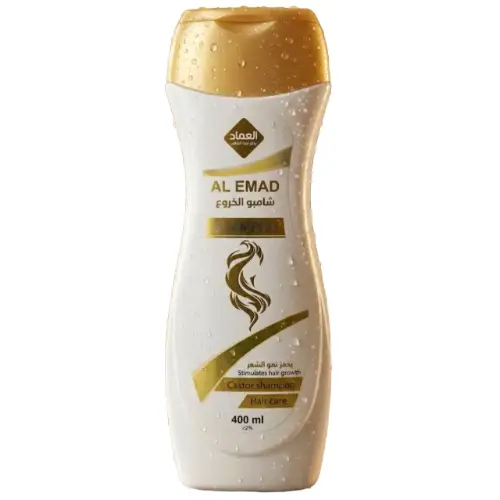 العماد
AL EMAD
شامبو الخروع
يحفز نمو الشعر
Stimulates hair growth
Castor shampoo
Hair care
400 ml